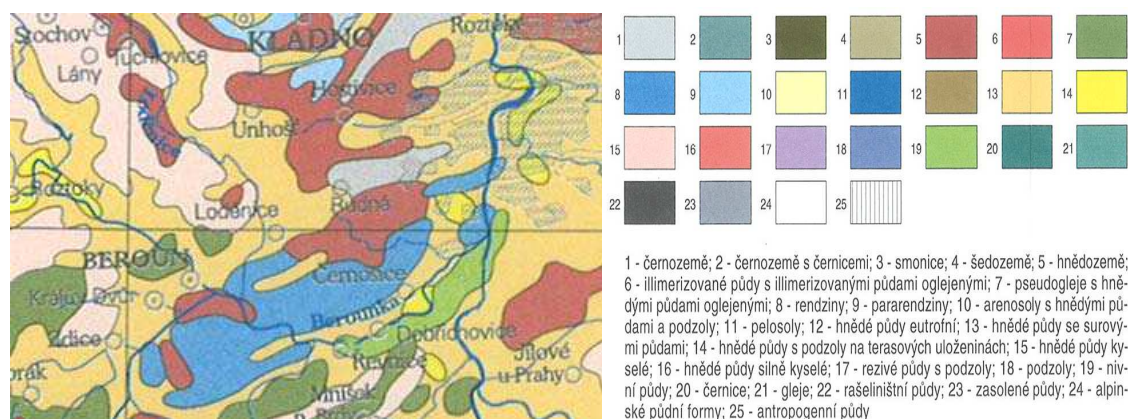 Stochov
Tuchlovice
Lány
KLADNO
Roztoky
Hostivice
Unhošť
Roztoky
Loděnice
Rudná
BEROUN
Černošice
Králův Dvůr
Berounka
Zdice
Dobřichovice
Řevnice
Jílové
u Prahy
Mníšek
1
2
3
4
5
6
7
8
9
10
11
12
13
14
15
16
17
18
19
20
21
22
23
24
25
1 - černozemě; 2 - černozemě s černicemi; 3 - smonice; 4 - šedozemě; 5 - hnědozemě;
6 - illimerizované půdy s illimerizovanými půdami oglejenými; 7 - pseudogleje s hně-
dými půdami oglejenými; 8 - rendziny; 9 - pararendziny; 10 - arenosoly s hnědými pů-
dami a podzoly; 11 - pelosoly; 12 - hnědé půdy eutrofní; 13 - hnědé půdy se surový-
mi půdami; 14 - hnědé půdy s podzoly na terasových uloženinách; 15 - hnědé půdy ky-
selé; 16 - hnědé půdy silně kyselé; 17 - rezivé půdy s podzoly; 18 - podzoly; 19 - niv-
ní půdy; 20 - černice; 21 - gleje; 22 - rašeliništní půdy; 23 - zasolené půdy; 24 - alpin-
ské půdní formy; 25 - antropogenní půdy